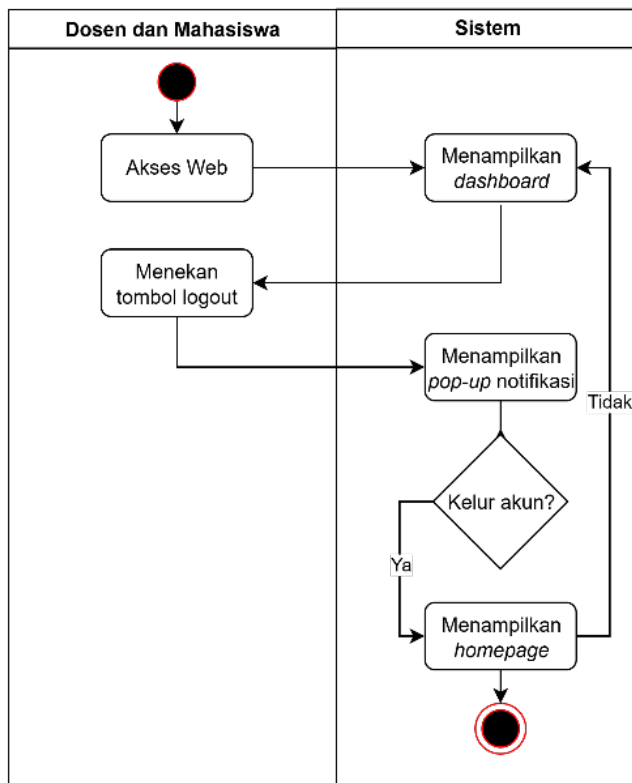 Dosen dan Mahasiswa
Sistem
Akses Web
Menampilkan
dashboard
Menekan
tombol logout
Menampilkan
pop-up notifikasi
Tidak
Kelur akun?
Ya
Menampilkan
homepage